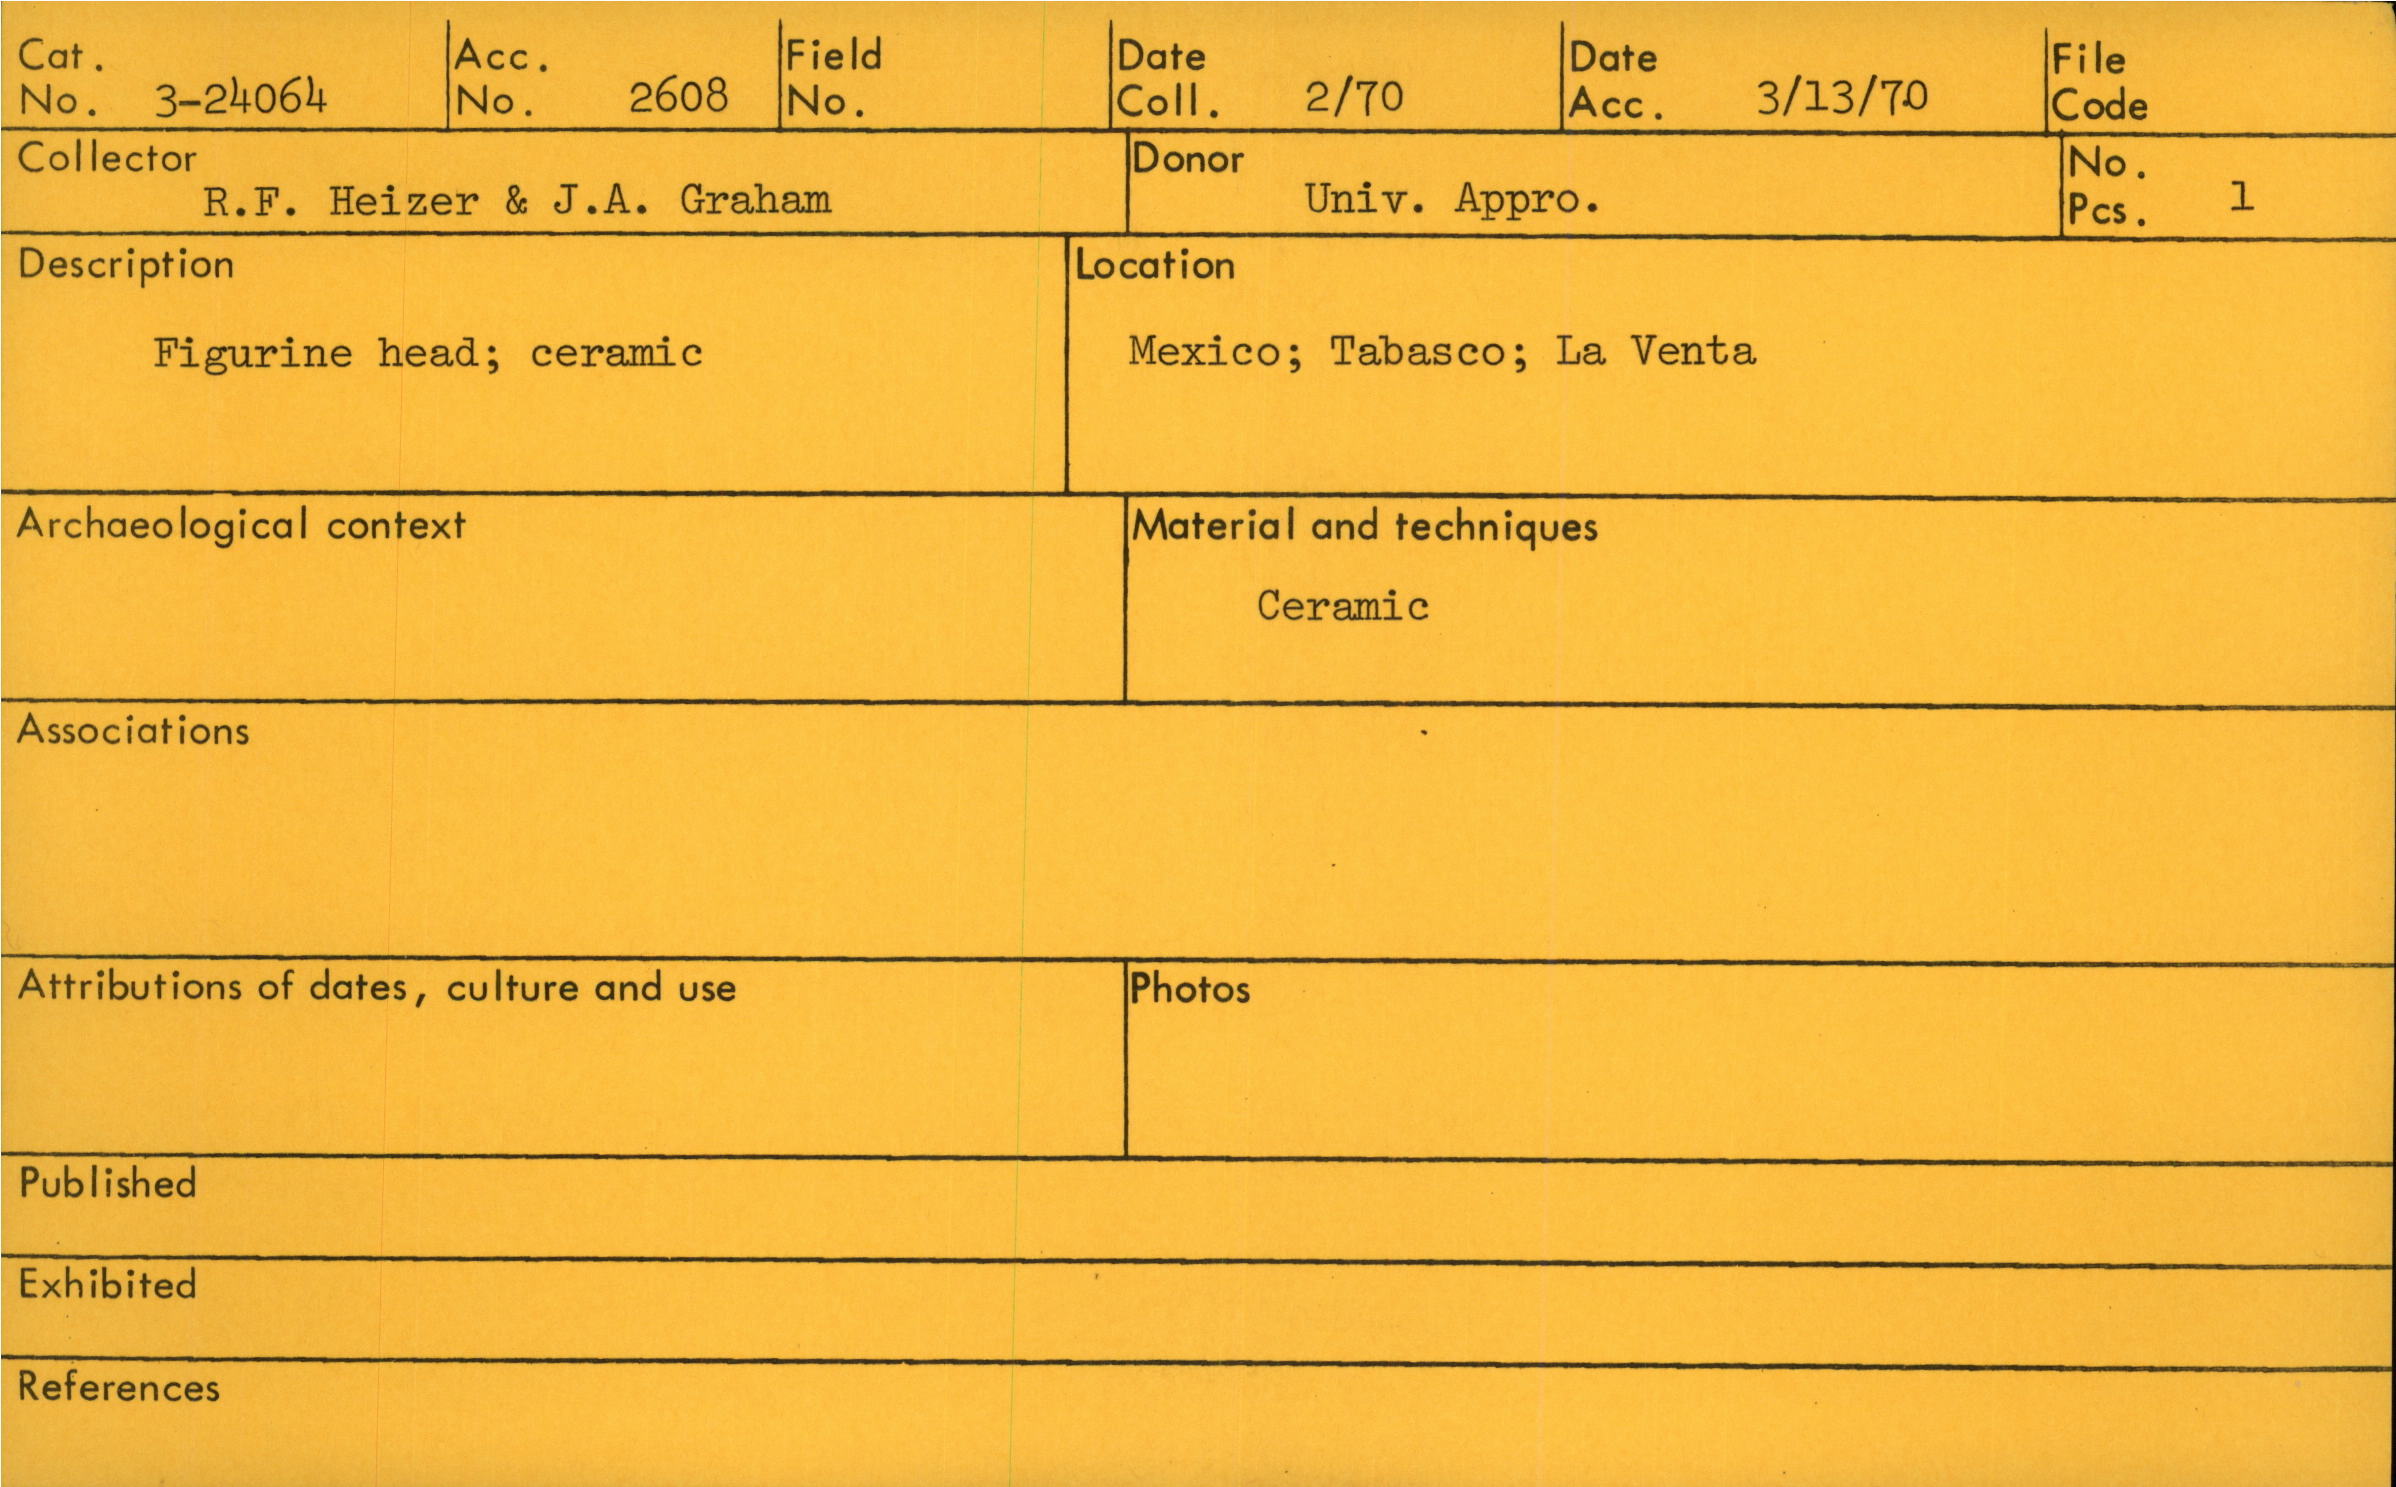 Cat. No. 3-24064 Acc. No. 2608 Field No. Date Coll. 2/70 Date Acc. 3/13/70 File Code
Collector R.F. Heizer & J.A. Graham Donor Univ. Appro. No. Pcs. 1
Description Location
Figurine head; ceramic Mexico; Tabasco; La Venta
Archaeological context Material and techniques
Ceramic
Associations
Attributions of dates, culture and use Photos
Published
Exhibited
References